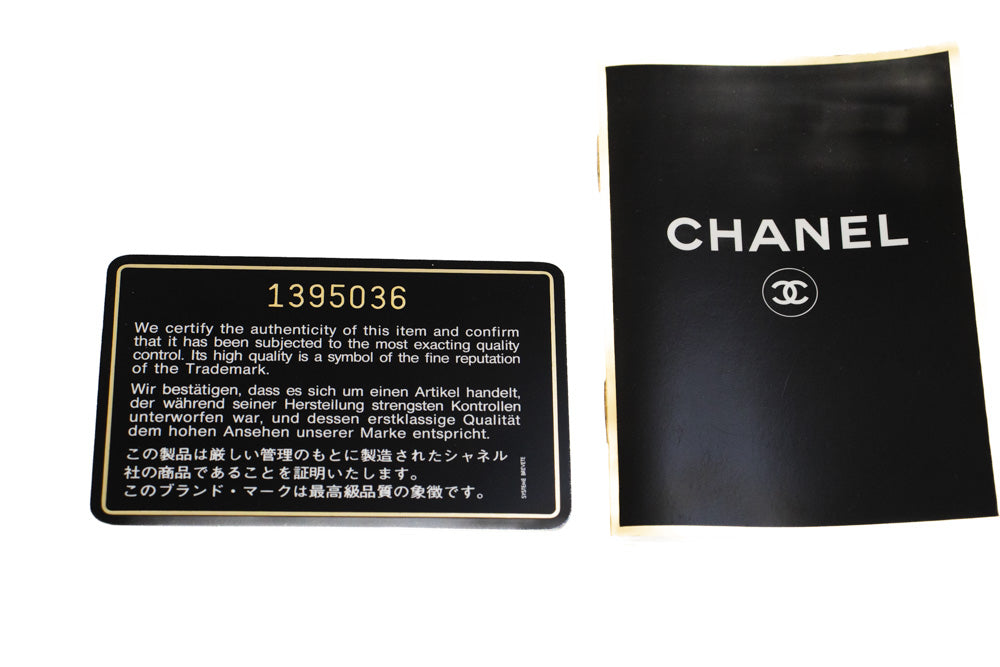 1395036
We certify the authenticity of this item and confirm
that it has been subjected to the most exacting quality
control. Its high quality is a symbol of the fine reputation
of the Trademark.
Wir bestätigen, dass es sich um einen Artikel handelt,
der während seiner Herstellung strengsten Kontrollen
unterworfen war, und dessen erstklassige Qualität
dem hohen Ansehen unserer Marke entspricht.
この製品は厳しい管理のもとに製造されたシャネル
社の商品であることを証明いたします。
このブランド・マークは最高級品質の象徴です。
SYSTEME BREVETE
CHANEL